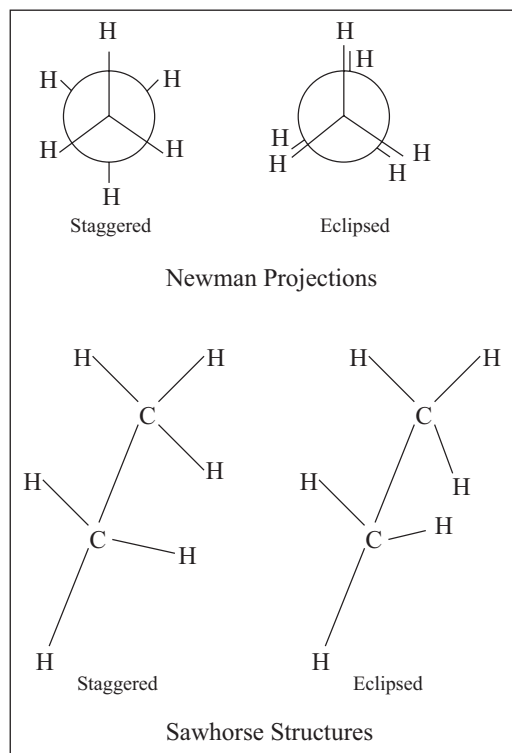 H H
H H H
H H H H
H H H
Staggered Eclipsed
Newman Projections
H H H H
C C
H H
H H H
C H C
H
H H
Staggered Eclipsed
Sawhorse Structures